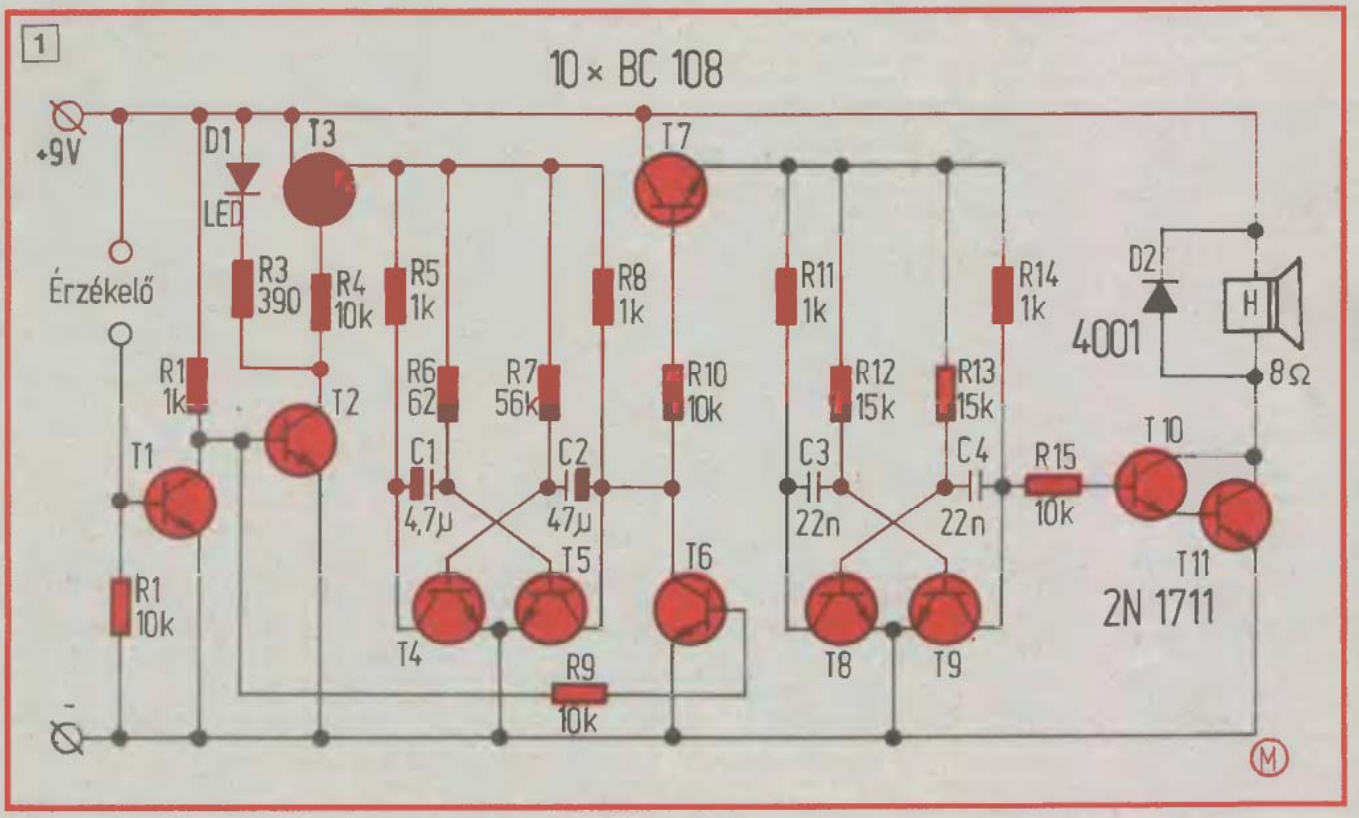 1
10 × BC 108
+9V
D1
LED
T3
T7
Érzékelő
R3
390
R4
10k
R5
1k
R8
1k
R11
1k
R14
1k
D2
4001
H
8Ω
R1
1k
T2
R6
62
R7
56k
R10
10k
R12
15k
R13
15k
T1
C1
4,7µ
C2
47µ
C3
22n
C4
22n
R15
10k
T10
T11
2N 1711
R1
10k
T4
T5
T6
T8
T9
R9
10k
-
M